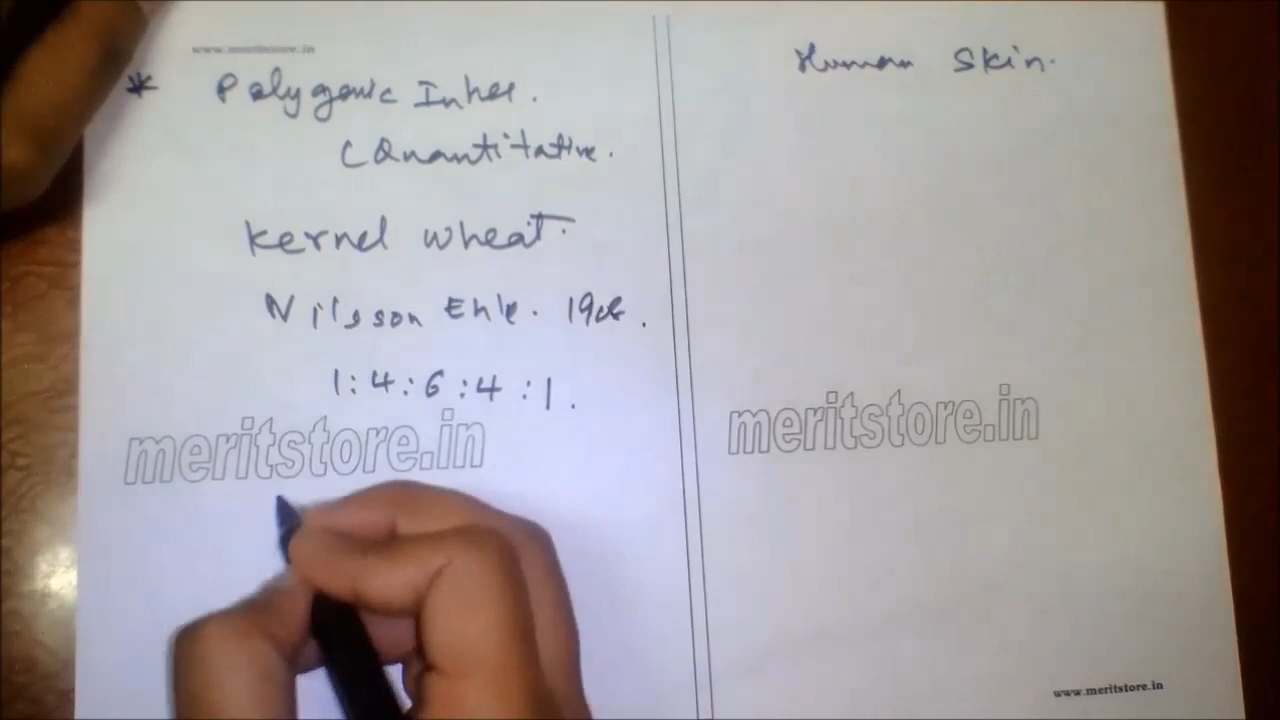 www.meritstore.in
* Polygenic Inher.
(Quantitative.
Kernel wheat.
Nilsson Ehle. 1908.
1:4:6:4:1.
meritstore.in
Human Skin.
meritstore.in
www.meritstore.in